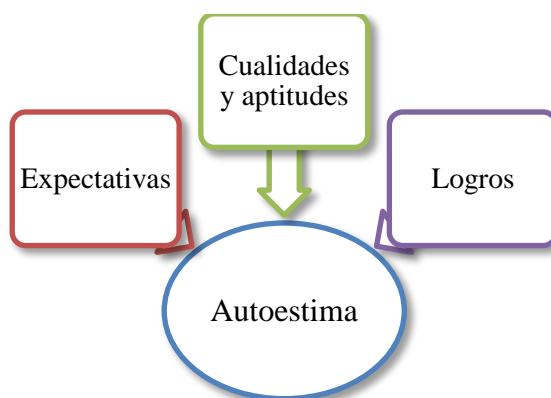 Cualidades
y aptitudes
Expectativas
Logros
Autoestima